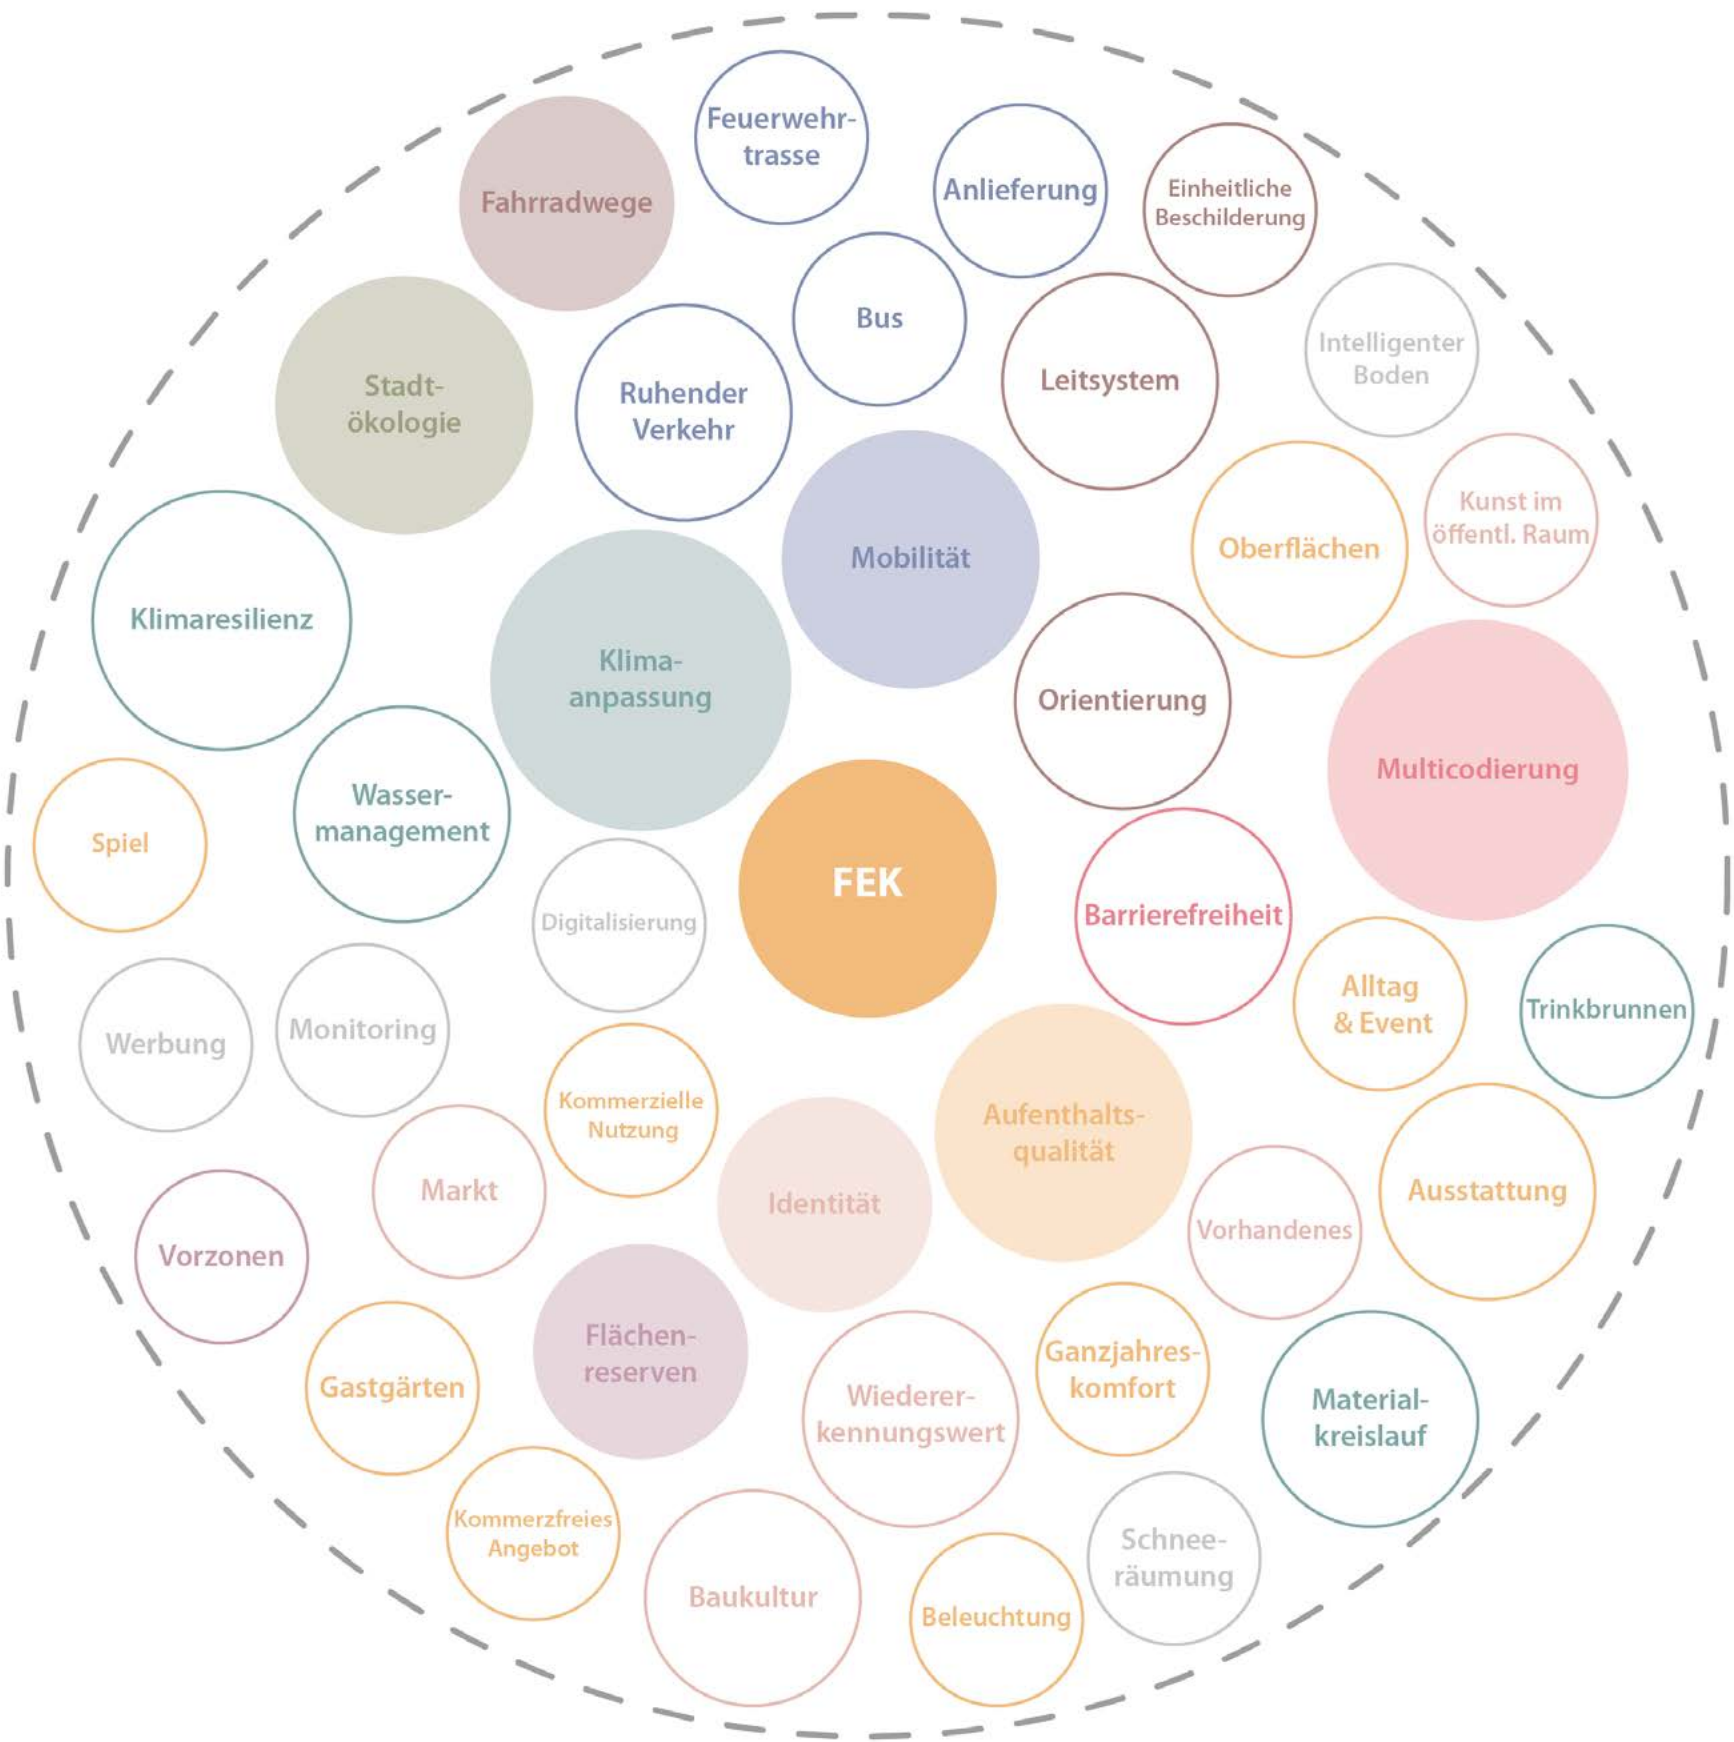 Feuerwehr-
trasse
Anlieferung
Einheitliche
Beschilderung
Fahrradwege
Bus
Intelligenter
Boden
Leitsystem
Stadt-
ökologie
Ruhender
Verkehr
Kunst im
öffentl. Raum
Oberflächen
Mobilität
Klimaresilienz
Klima-
anpassung
Orientierung
Multicodierung
Wasser-
management
Spiel
FEK
Digitalisierung
Barrierefreiheit
Alltag
& Event
Trinkbrunnen
Werbung
Monitoring
Kommerzielle
Nutzung
Aufenthalts-
qualität
Markt
Identität
Ausstattung
Vorhandenes
Vorzonen
Flächen-
reserven
Gastgärten
Ganzjahres-
komfort
Wiederer-
kennungswert
Material-
kreislauf
Kommerzfreies
Angebot
Schnee-
räumung
Baukultur
Beleuchtung